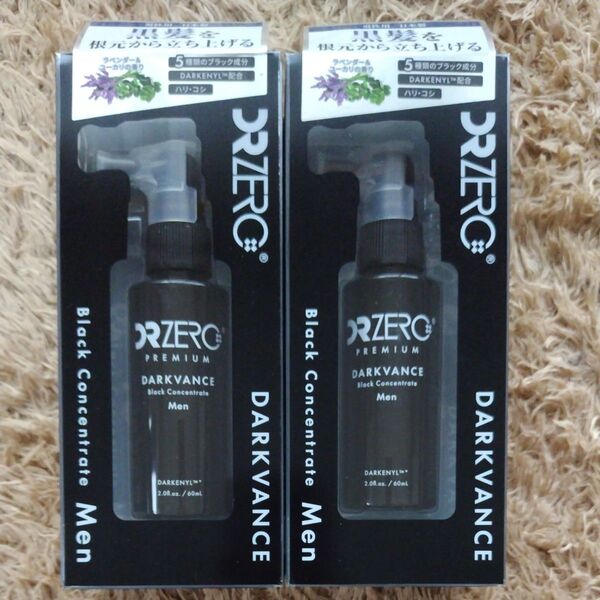 黒髪を
根元から立ち上げる
ラベンダー&
ユーカリの香り
5種類のブラック成分
DARKENYL™配合
ハリ・コシ
DRZERO®
DARKVANCE
Black Concentrate Men
DRZERO®
PREMIUM
DARKVANCE
Black Concentrate
Men
DARKENYL™
2.0fl.oz. / 60mL
黒髪を
根元から立ち上げる
ラベンダー&
ユーカリの香り
5種類のブラック成分
DARKENYL™配合
ハリ・コシ
DRZERO®
DARKVANCE
Black Concentrate Men
DRZERO®
PREMIUM
DARKVANCE
Black Concentrate
Men
DARKENYL™
2.0fl.oz. / 60mL